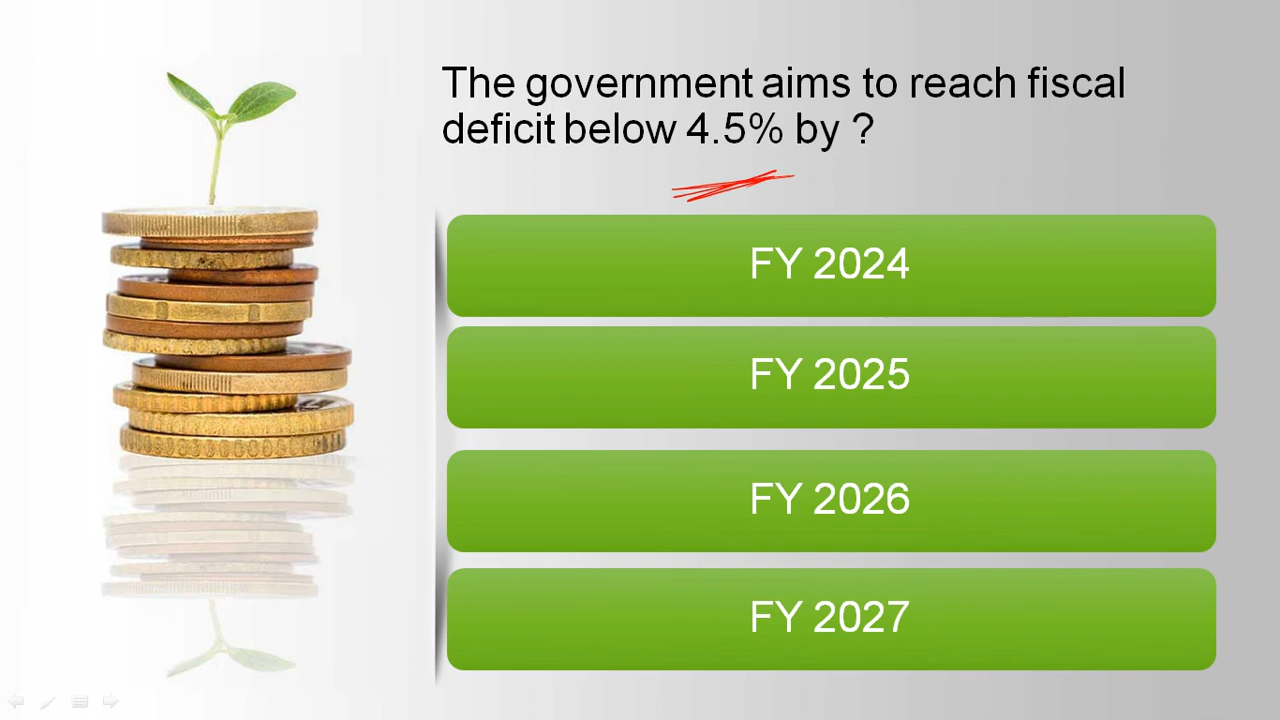 The government aims to reach fiscal
deficit below 4.5% by ?
FY 2024
FY 2025
FY 2026
FY 2027